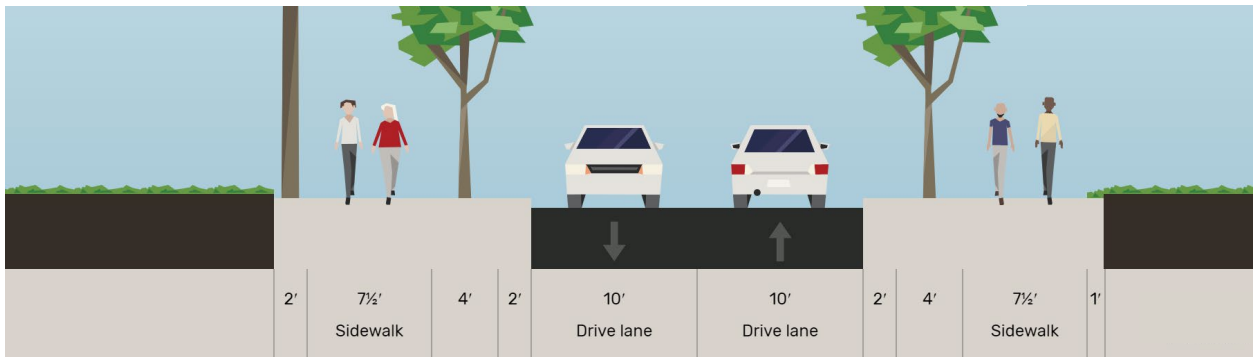 2′ 7½′ 4′ 2′ 10′ 10′ 2′ 4′ 7½′ 1′
Sidewalk Drive lane Drive lane Sidewalk